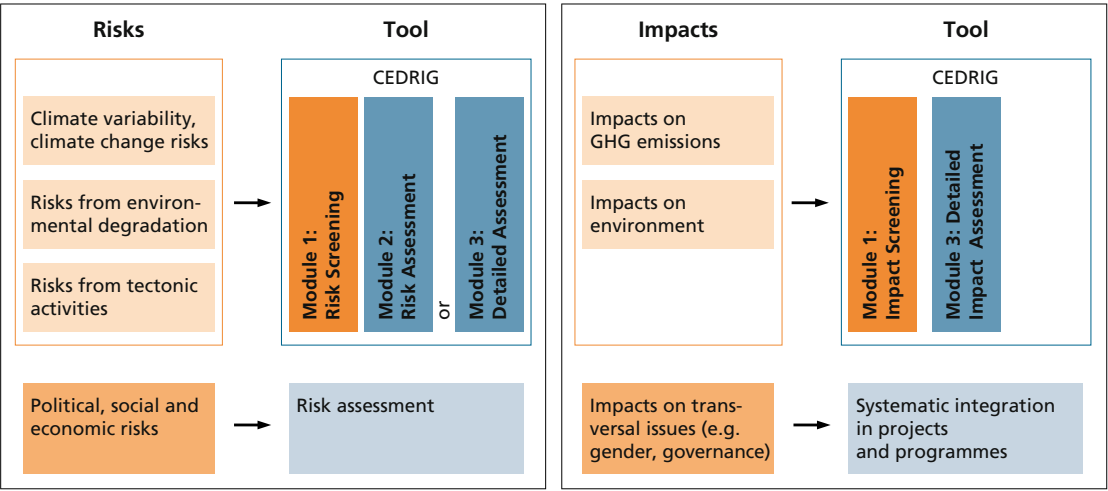 Risks
Tool
Climate variability,
climate change risks
Risks from environ-
mental degradation
Risks from tectonic
activities
CEDRIG
Module 1:
Risk Screening
Module 2:
Risk Assessment
or
Module 3:
Detailed Assessment
Political, social and
economic risks
Risk assessment
Impacts
Tool
Impacts on
GHG emissions
Impacts on
environment
CEDRIG
Module 1:
Impact Screening
Module 3: Detailed
Impact Assessment
Impacts on trans-
versal issues (e.g.
gender, governance)
Systematic integration
in projects
and programmes